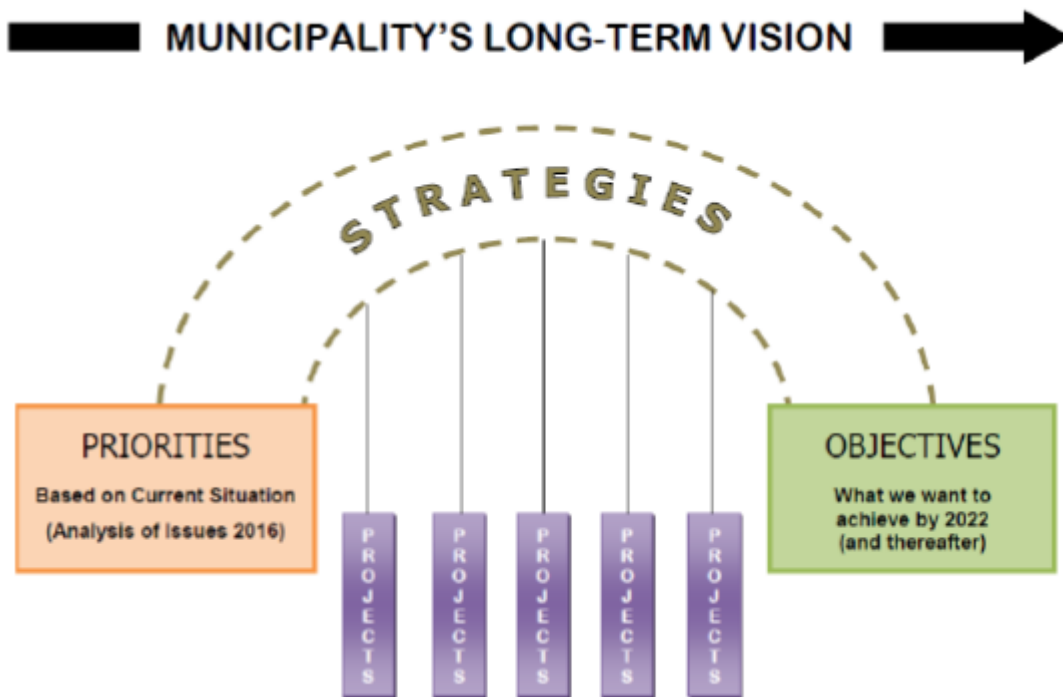 MUNICIPALITY'S LONG-TERM VISION
STRATEGIES
PRIORITIES
Based on Current Situation
(Analysis of Issues 2016)
OBJECTIVES
What we want to
achieve by 2022
(and thereafter)
PROJECTS
PROJECTS
PROJECTS
PROJECTS
PROJECTS